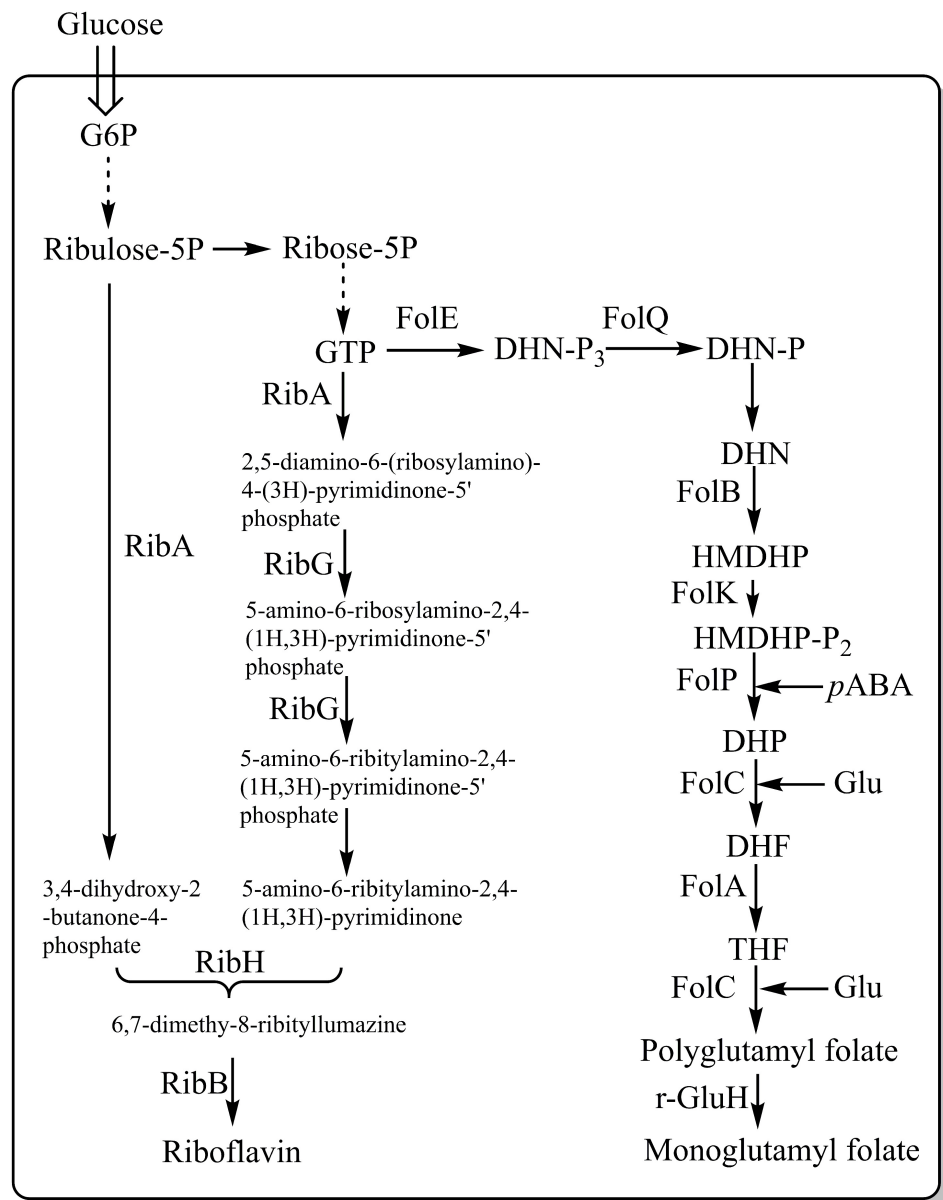 Glucose
G6P
Ribulose-5P
Ribose-5P
FolE
FolQ
GTP
DHN-P3
DHN-P
RibA
DHN
2,5-diamino-6-(ribosylamino)-
4-(3H)-pyrimidinone-5'
phosphate
FolB
RibA
RibG
HMDHP
FolK
5-amino-6-ribosylamino-2,4-
(1H,3H)-pyrimidinone-5'
phosphate
HMDHP-P2
FolP
pABA
RibG
DHP
5-amino-6-ribitylamino-2,4-
(1H,3H)-pyrimidinone-5'
phosphate
FolC
Glu
DHF
FolA
3,4-dihydroxy-2
-butanone-4-
phosphate
5-amino-6-ribitylamino-2,4-
(1H,3H)-pyrimidinone
THF
RibH
FolC
Glu
6,7-dimethy-8-ribityllumazine
Polyglutamyl folate
RibB
r-GluH
Riboflavin
Monoglutamyl folate